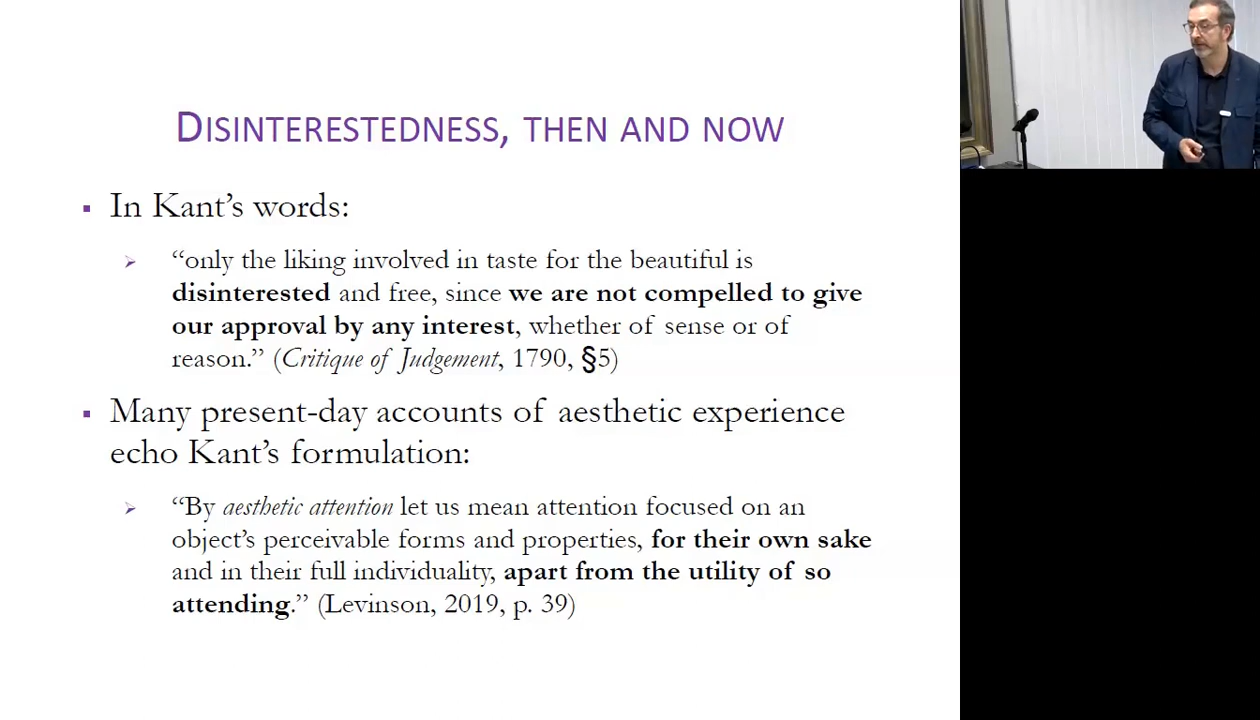 Disinterestedness, then and now
▪ In Kant’s words:
➢ “only the liking involved in taste for the beautiful is
disinterested and free, since we are not compelled to give
our approval by any interest, whether of sense or of
reason.” (Critique of Judgement, 1790, §5)
▪ Many present-day accounts of aesthetic experience
echo Kant’s formulation:
➢ “By aesthetic attention let us mean attention focused on an
object’s perceivable forms and properties, for their own sake
and in their full individuality, apart from the utility of so
attending.” (Levinson, 2019, p. 39)